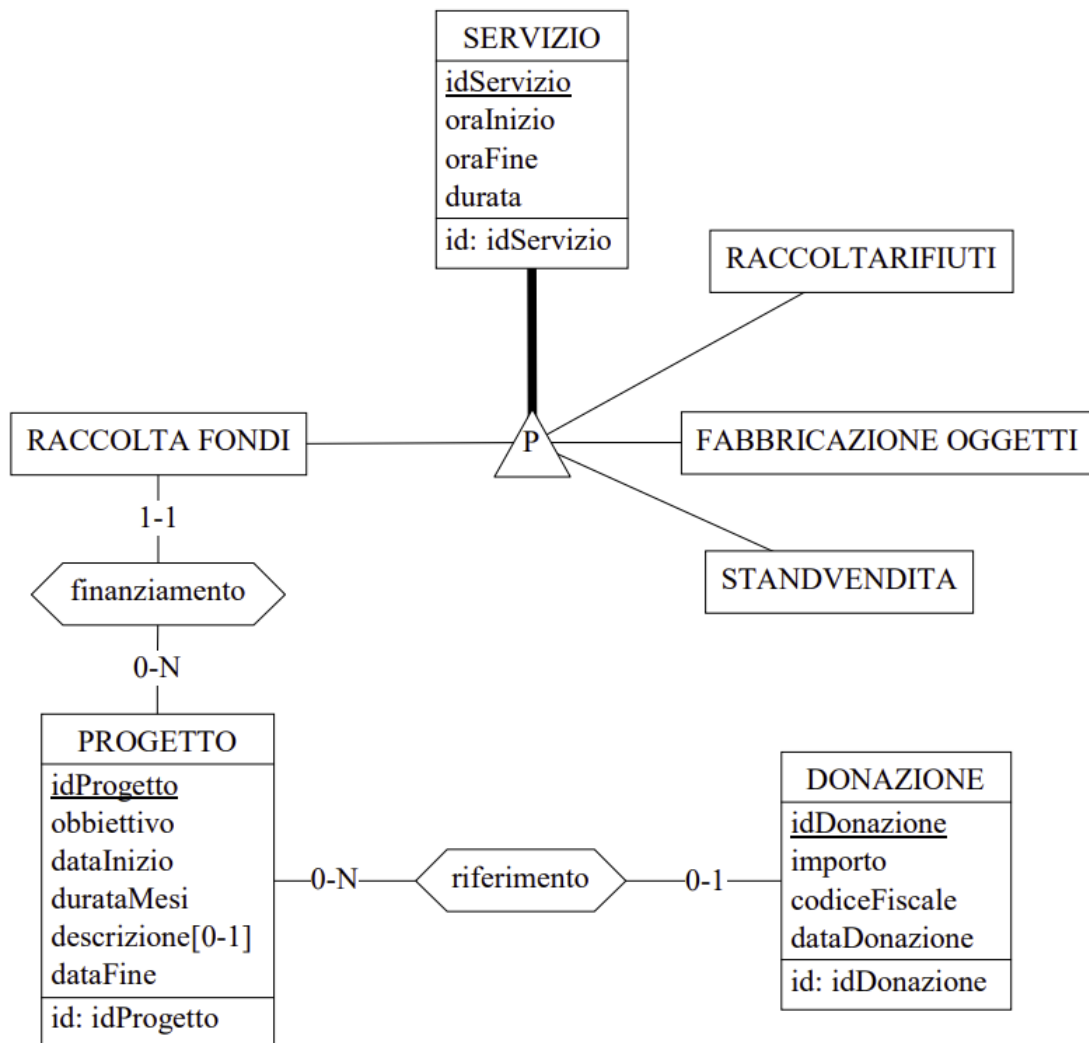 SERVIZIO
idServizio
oraInizio
oraFine
durata
id: idServizio
RACCOLTARIFIUTI
RACCOLTA FONDI
P
FABBRICAZIONE OGGETTI
STANDVENDITA
1-1
finanziamento
0-N
PROGETTO
idProgetto
obbiettivo
dataInizio
durataMesi
descrizione[0-1]
dataFine
id: idProgetto
0-N
riferimento
0-1
DONAZIONE
idDonazione
importo
codiceFiscale
dataDonazione
id: idDonazione